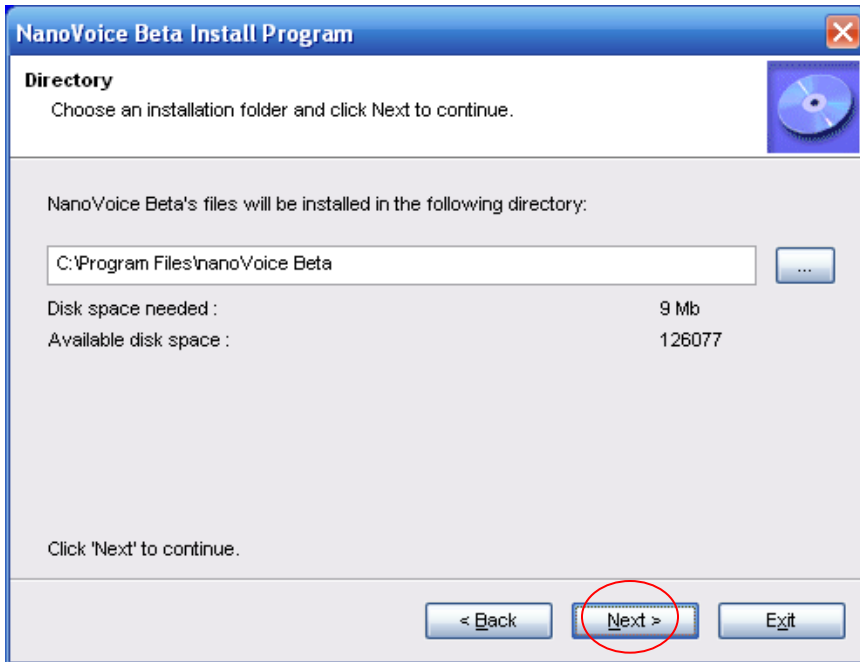 NanoVoice Beta Install Program
Directory
Choose an installation folder and click Next to continue.
NanoVoice Beta's files will be installed in the following directory:
C:\Program Files\nanoVoice Beta
...
Disk space needed : 9 Mb
Available disk space : 126077
Click 'Next' to continue.
< Back Next > Exit